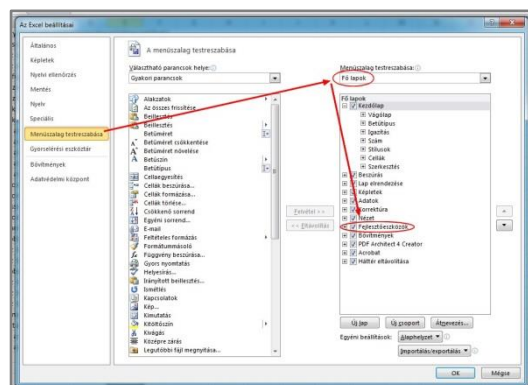 Az Excel beállításai
Általános
Képletek
Nyelvi ellenőrzés
Mentés
Nyelv
Speciális
Menüszalag testreszabása
Gyorselérési eszköztár
Bővítmények
Adatvédelmi központ
A menüszalag testreszabása
Választható parancsok helye:
Gyakori parancsok
Alakzatok
Az összes frissítése
Beillesztés
Beillesztés
Betűméret
Betűméret csökkentése
Betűméret növelése
Betűszín
Betűtípus
Cellaegyesítés
Cellák beszúrása...
Cellák formázása...
Cellák törlése...
Csökkenő sorrend
Egyéni sorrend...
E-mail
Feltételes formázás
Formátummásoló
Függvény beszúrása...
Gyors nyomtatás
Helyesírás...
Irányított beillesztés...
Ismétlés
Kapcsolatok
Kép...
Kimutatás
Kitöltőszín
Kivágás
Középre zárás
Legutóbbi fájl megnyitása...
Felvétel >>
<< Eltávolítás
Menüszalag testreszabása:
Fő lapok
Fő lapok
Kezdőlap
Vágólap
Betűtípus
Igazítás
Szám
Stílusok
Cellák
Szerkesztés
Beszúrás
Lap elrendezése
Képletek
Adatok
Korrektúra
Nézet
Fejlesztőeszközök
Bővítmények
PDF Architect 4 Creator
Acrobat
Háttér eltávolítása
Új lap
Új csoport
Átnevezés...
Egyéni beállítások:
Alaphelyzet
Importálás/exportálás
OK
Mégse